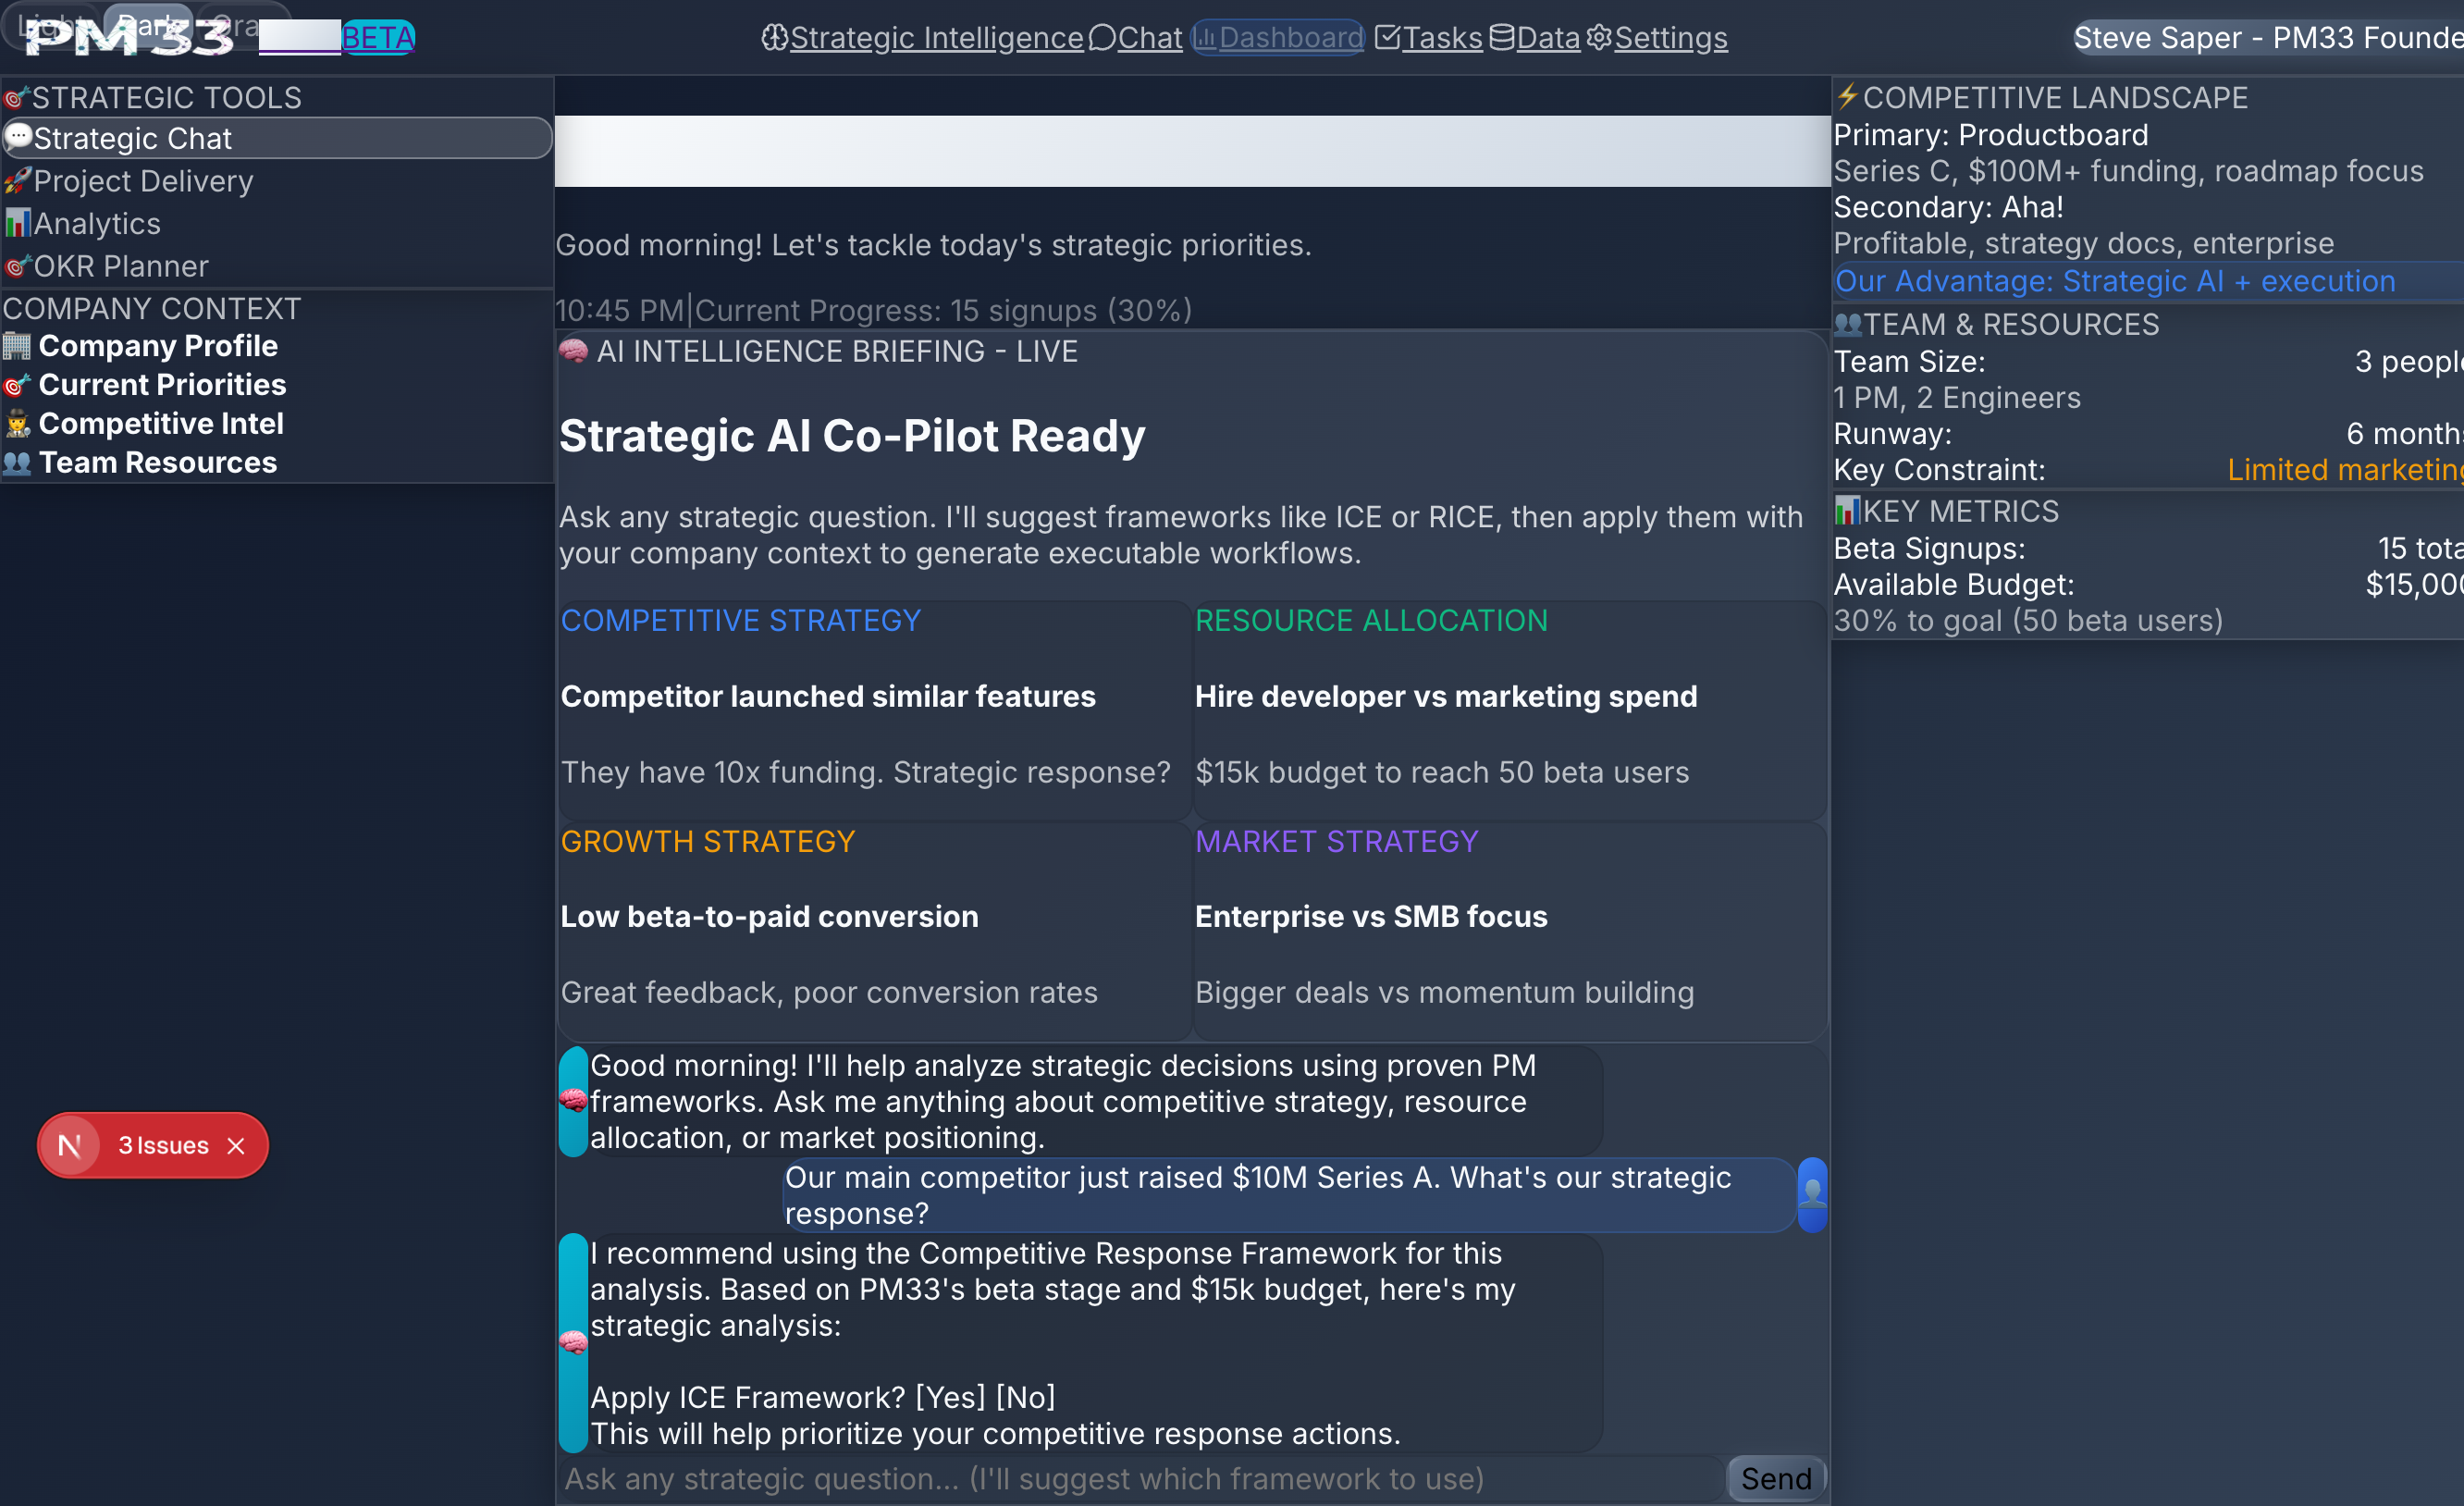 Light Dark Gra
PM33
BETA
Strategic Intelligence Chat Dashboard Tasks Data Settings
Steve Saper - PM33 Founde
🎯STRATEGIC TOOLS
💬Strategic Chat
🚀Project Delivery
📊Analytics
🎯OKR Planner
COMPANY CONTEXT
🏢 Company Profile
🎯 Current Priorities
🕵️ Competitive Intel
👥 Team Resources
N 3 Issues ×
Good morning! Let's tackle today's strategic priorities.
10:45 PM|Current Progress: 15 signups (30%)
🧠 AI INTELLIGENCE BRIEFING - LIVE
Strategic AI Co-Pilot Ready
Ask any strategic question. I'll suggest frameworks like ICE or RICE, then apply them with
your company context to generate executable workflows.
COMPETITIVE STRATEGY
Competitor launched similar features
They have 10x funding. Strategic response?
RESOURCE ALLOCATION
Hire developer vs marketing spend
$15k budget to reach 50 beta users
GROWTH STRATEGY
Low beta-to-paid conversion
Great feedback, poor conversion rates
MARKET STRATEGY
Enterprise vs SMB focus
Bigger deals vs momentum building
Good morning! I'll help analyze strategic decisions using proven PM
frameworks. Ask me anything about competitive strategy, resource
allocation, or market positioning.
Our main competitor just raised $10M Series A. What's our strategic
response?
I recommend using the Competitive Response Framework for this
analysis. Based on PM33's beta stage and $15k budget, here's my
strategic analysis:
Apply ICE Framework? [Yes] [No]
This will help prioritize your competitive response actions.
Ask any strategic question... (I'll suggest which framework to use)
Send
⚡COMPETITIVE LANDSCAPE
Primary: Productboard
Series C, $100M+ funding, roadmap focus
Secondary: Aha!
Profitable, strategy docs, enterprise
Our Advantage: Strategic AI + execution
👥TEAM & RESOURCES
Team Size: 3 people
1 PM, 2 Engineers
Runway: 6 months
Key Constraint: Limited marketing
📊KEY METRICS
Beta Signups: 15 total
Available Budget: $15,000
30% to goal (50 beta users)